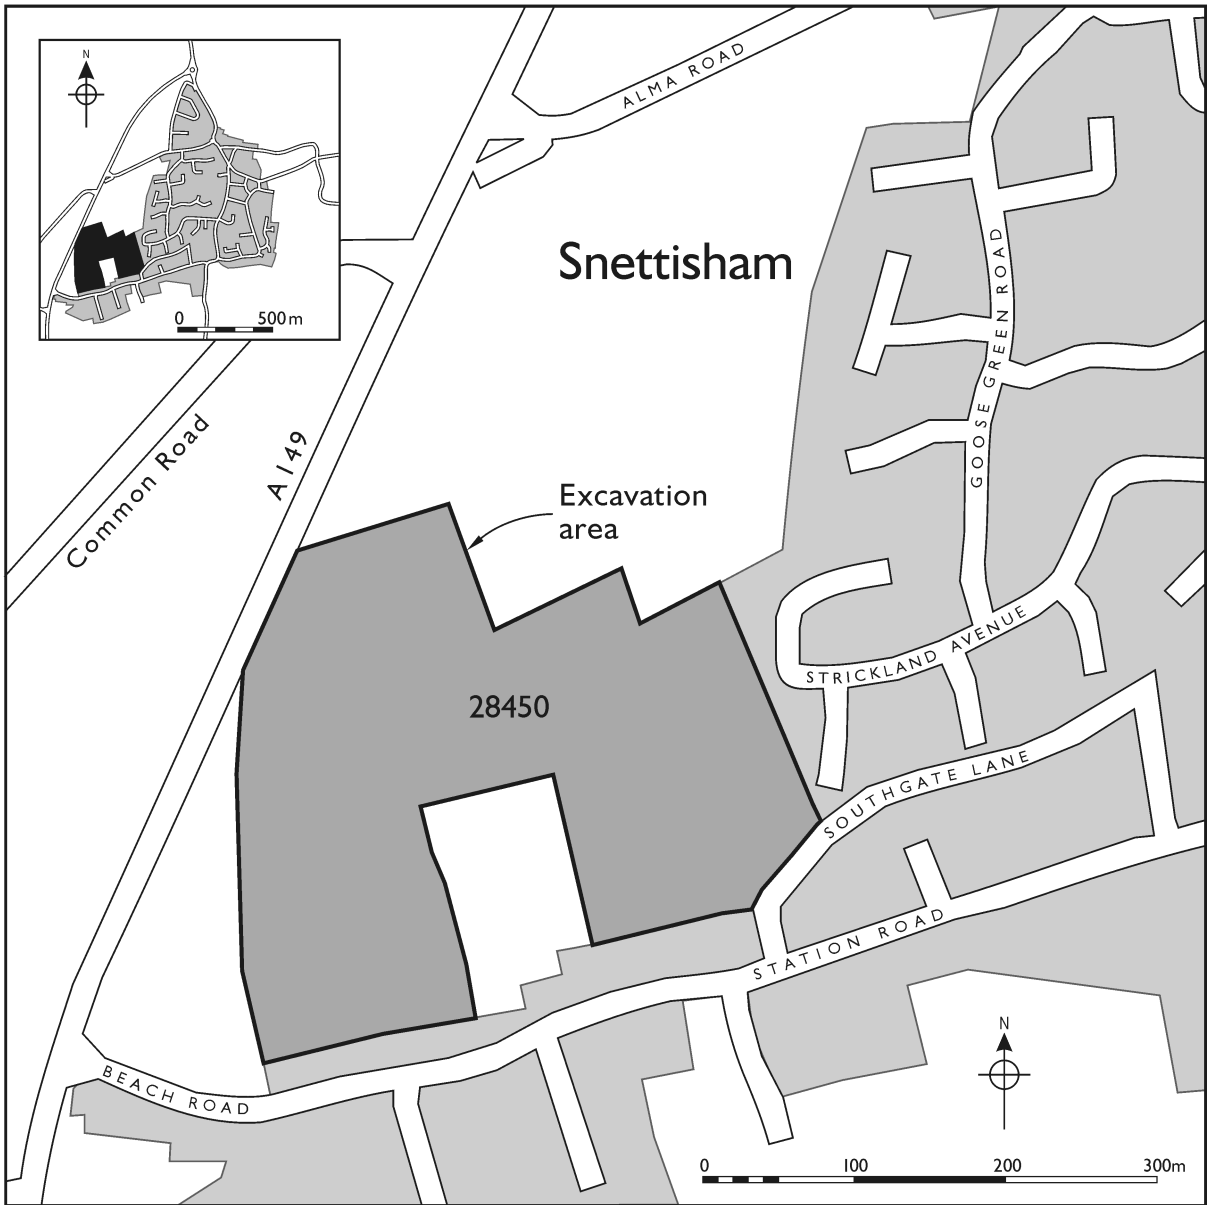 N
0 500m
ALMA ROAD
Snettisham
GOOSE GREEN ROAD
Common Road
A149
Excavation
area
STRICKLAND AVENUE
28450
SOUTHGATE LANE
STATION ROAD
BEACH ROAD
N
0 100 200 300m